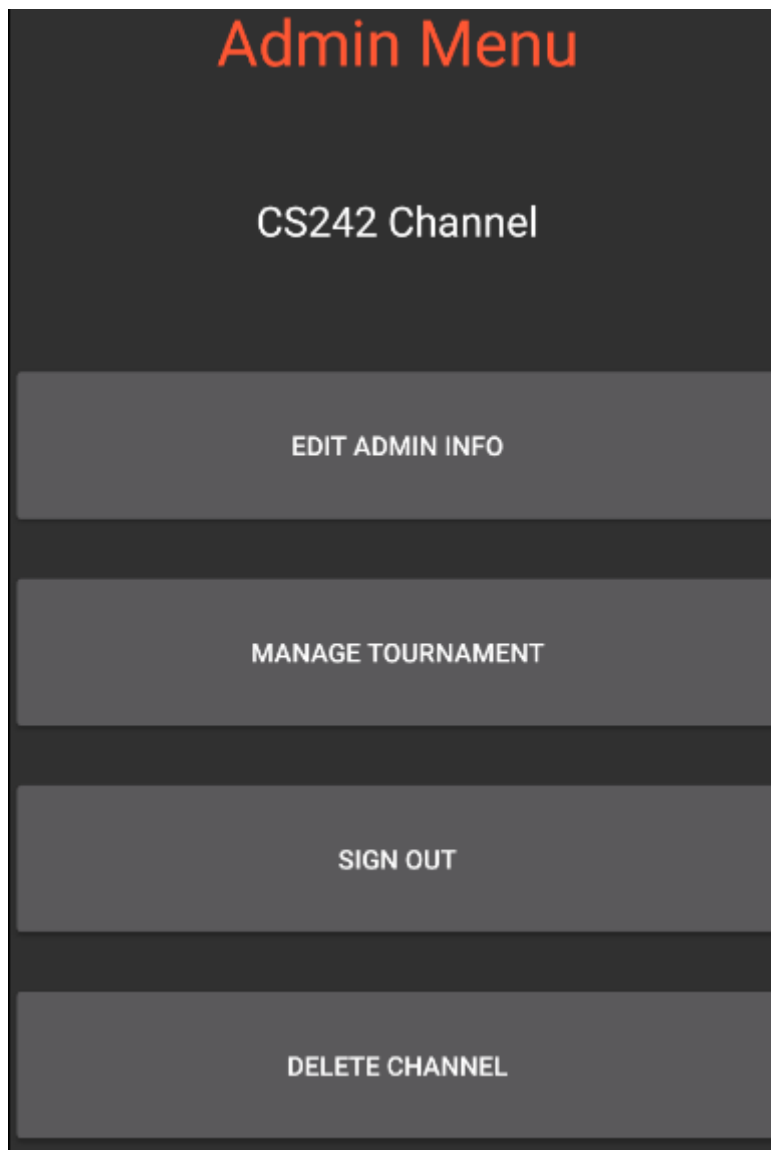 Admin Menu
CS242 Channel
EDIT ADMIN INFO
MANAGE TOURNAMENT
SIGN OUT
DELETE CHANNEL